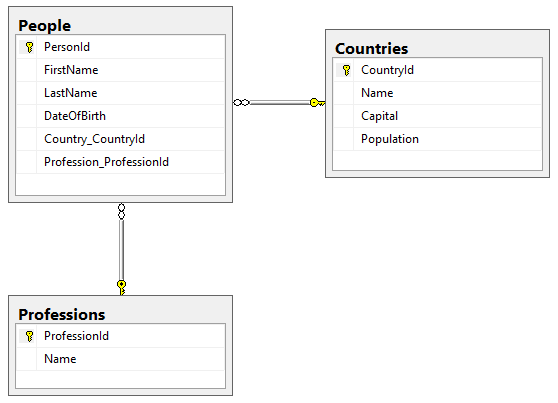 People
PersonId
FirstName
LastName
DateOfBirth
Country_CountryId
Profession_ProfessionId
Countries
CountryId
Name
Capital
Population
Professions
ProfessionId
Name